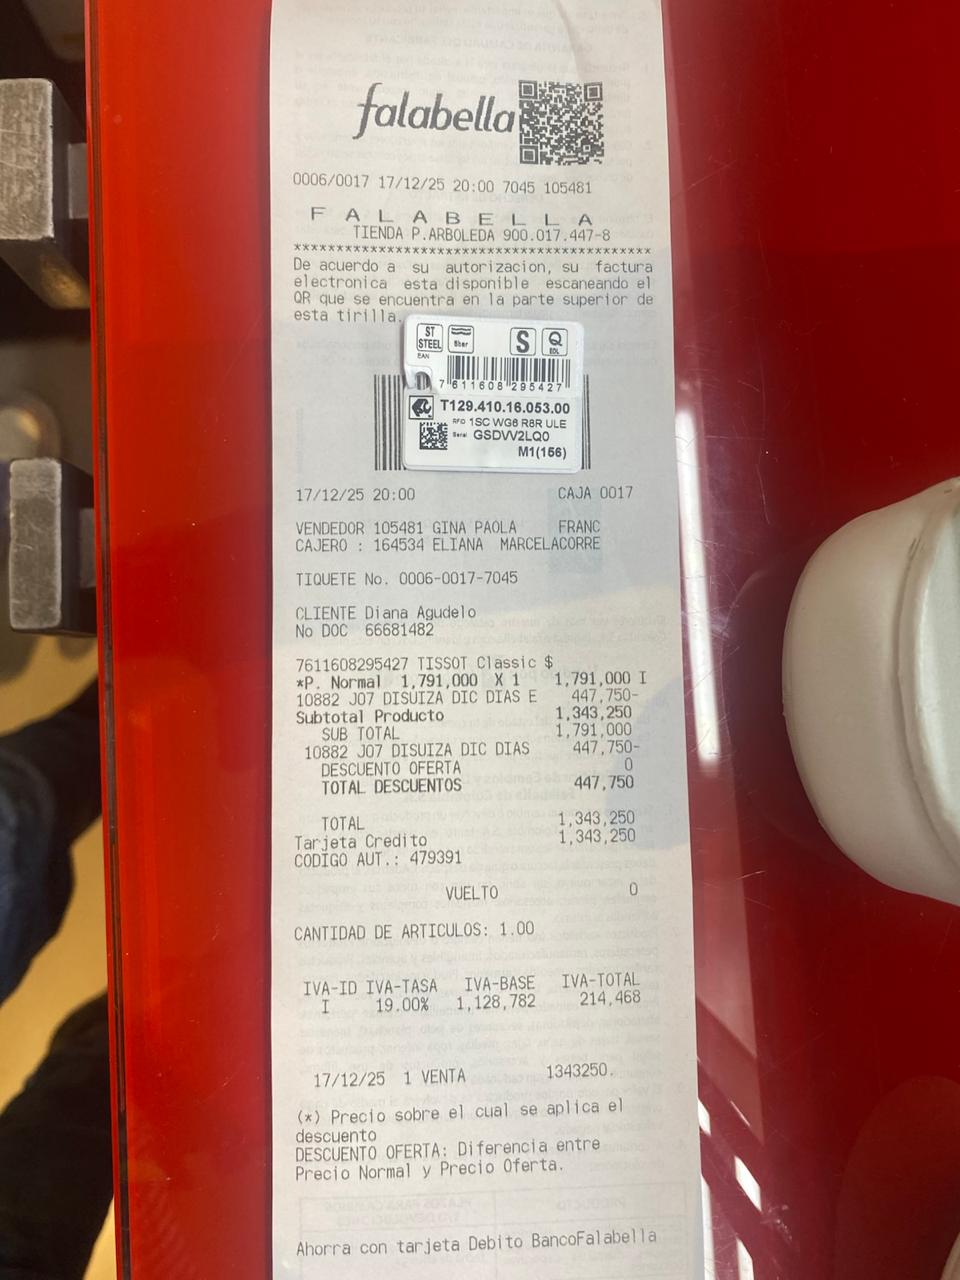 falabella
0006/0017 17/12/25 20:00 7045 105481
F A L A B E L L A
TIENDA P.ARBOLEDA 900.017.447-8
******************************************
De acuerdo a su autorizacion, su factura
electronica esta disponible escaneando el
QR que se encuentra en la parte superior de
esta tirilla.
ST STEEL 5bar S Q EOL
EAN
7 611608 295427
T129.410.16.053.00
RFID 1SC WG6 R8R ULE
Serial GSDVV2LQ0
M1(156)
17/12/25 20:00 CAJA 0017
VENDEDOR 105481 GINA PAOLA FRANC
CAJERO : 164534 ELIANA MARCELACORRE
TIQUETE No. 0006-0017-7045
CLIENTE Diana Agudelo
No DOC 66681482
7611608295427 TISSOT Classic $
*P. Normal 1,791,000 X 1 1,791,000 I
10882 J07 DISUIZA DIC DIAS E 447,750-
Subtotal Producto 1,343,250
SUB TOTAL 1,791,000
10882 J07 DISUIZA DIC DIAS 447,750-
DESCUENTO OFERTA 0
TOTAL DESCUENTOS 447,750
TOTAL 1,343,250
Tarjeta Credito 1,343,250
CODIGO AUT.: 479391
VUELTO 0
CANTIDAD DE ARTICULOS: 1.00
IVA-ID IVA-TASA IVA-BASE IVA-TOTAL
I 19.00% 1,128,782 214,468
17/12/25 1 VENTA 1343250.
(*) Precio sobre el cual se aplica el
descuento
DESCUENTO OFERTA: Diferencia entre
Precio Normal y Precio Oferta.
Ahorra con tarjeta Debito BancoFalabella